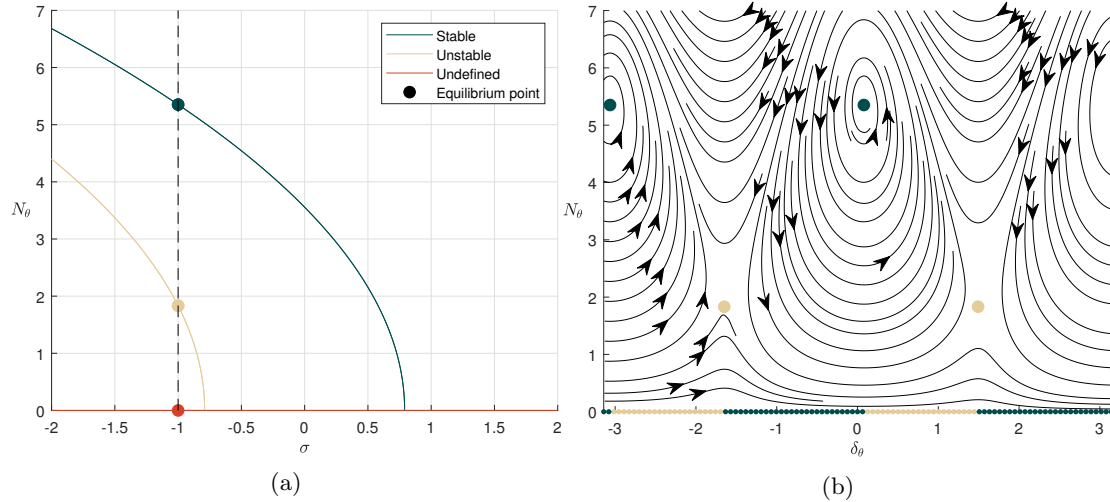 7
6
5
4
N_θ
3
2
1
0
-2 -1.5 -1 -0.5 0 0.5 1 1.5 2
σ
Stable
Unstable
Undefined
Equilibrium point
(a)
7
6
5
4
N_θ
3
2
1
0
-3 -2 -1 0 1 2 3
δ_θ
(b)